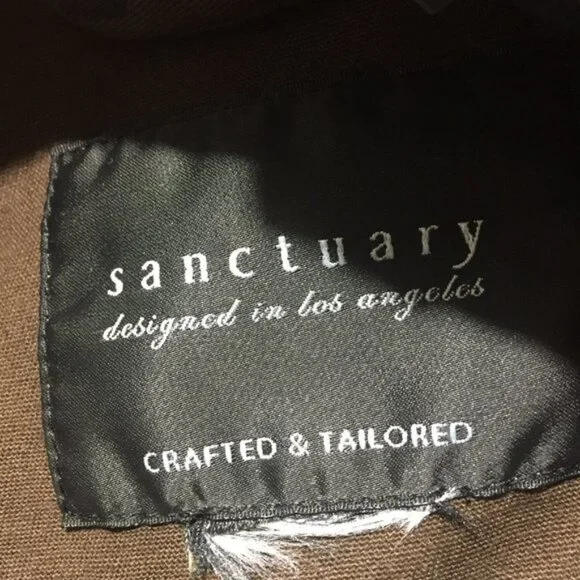 sanctuary
designed in los angeles
CRAFTED & TAILORED